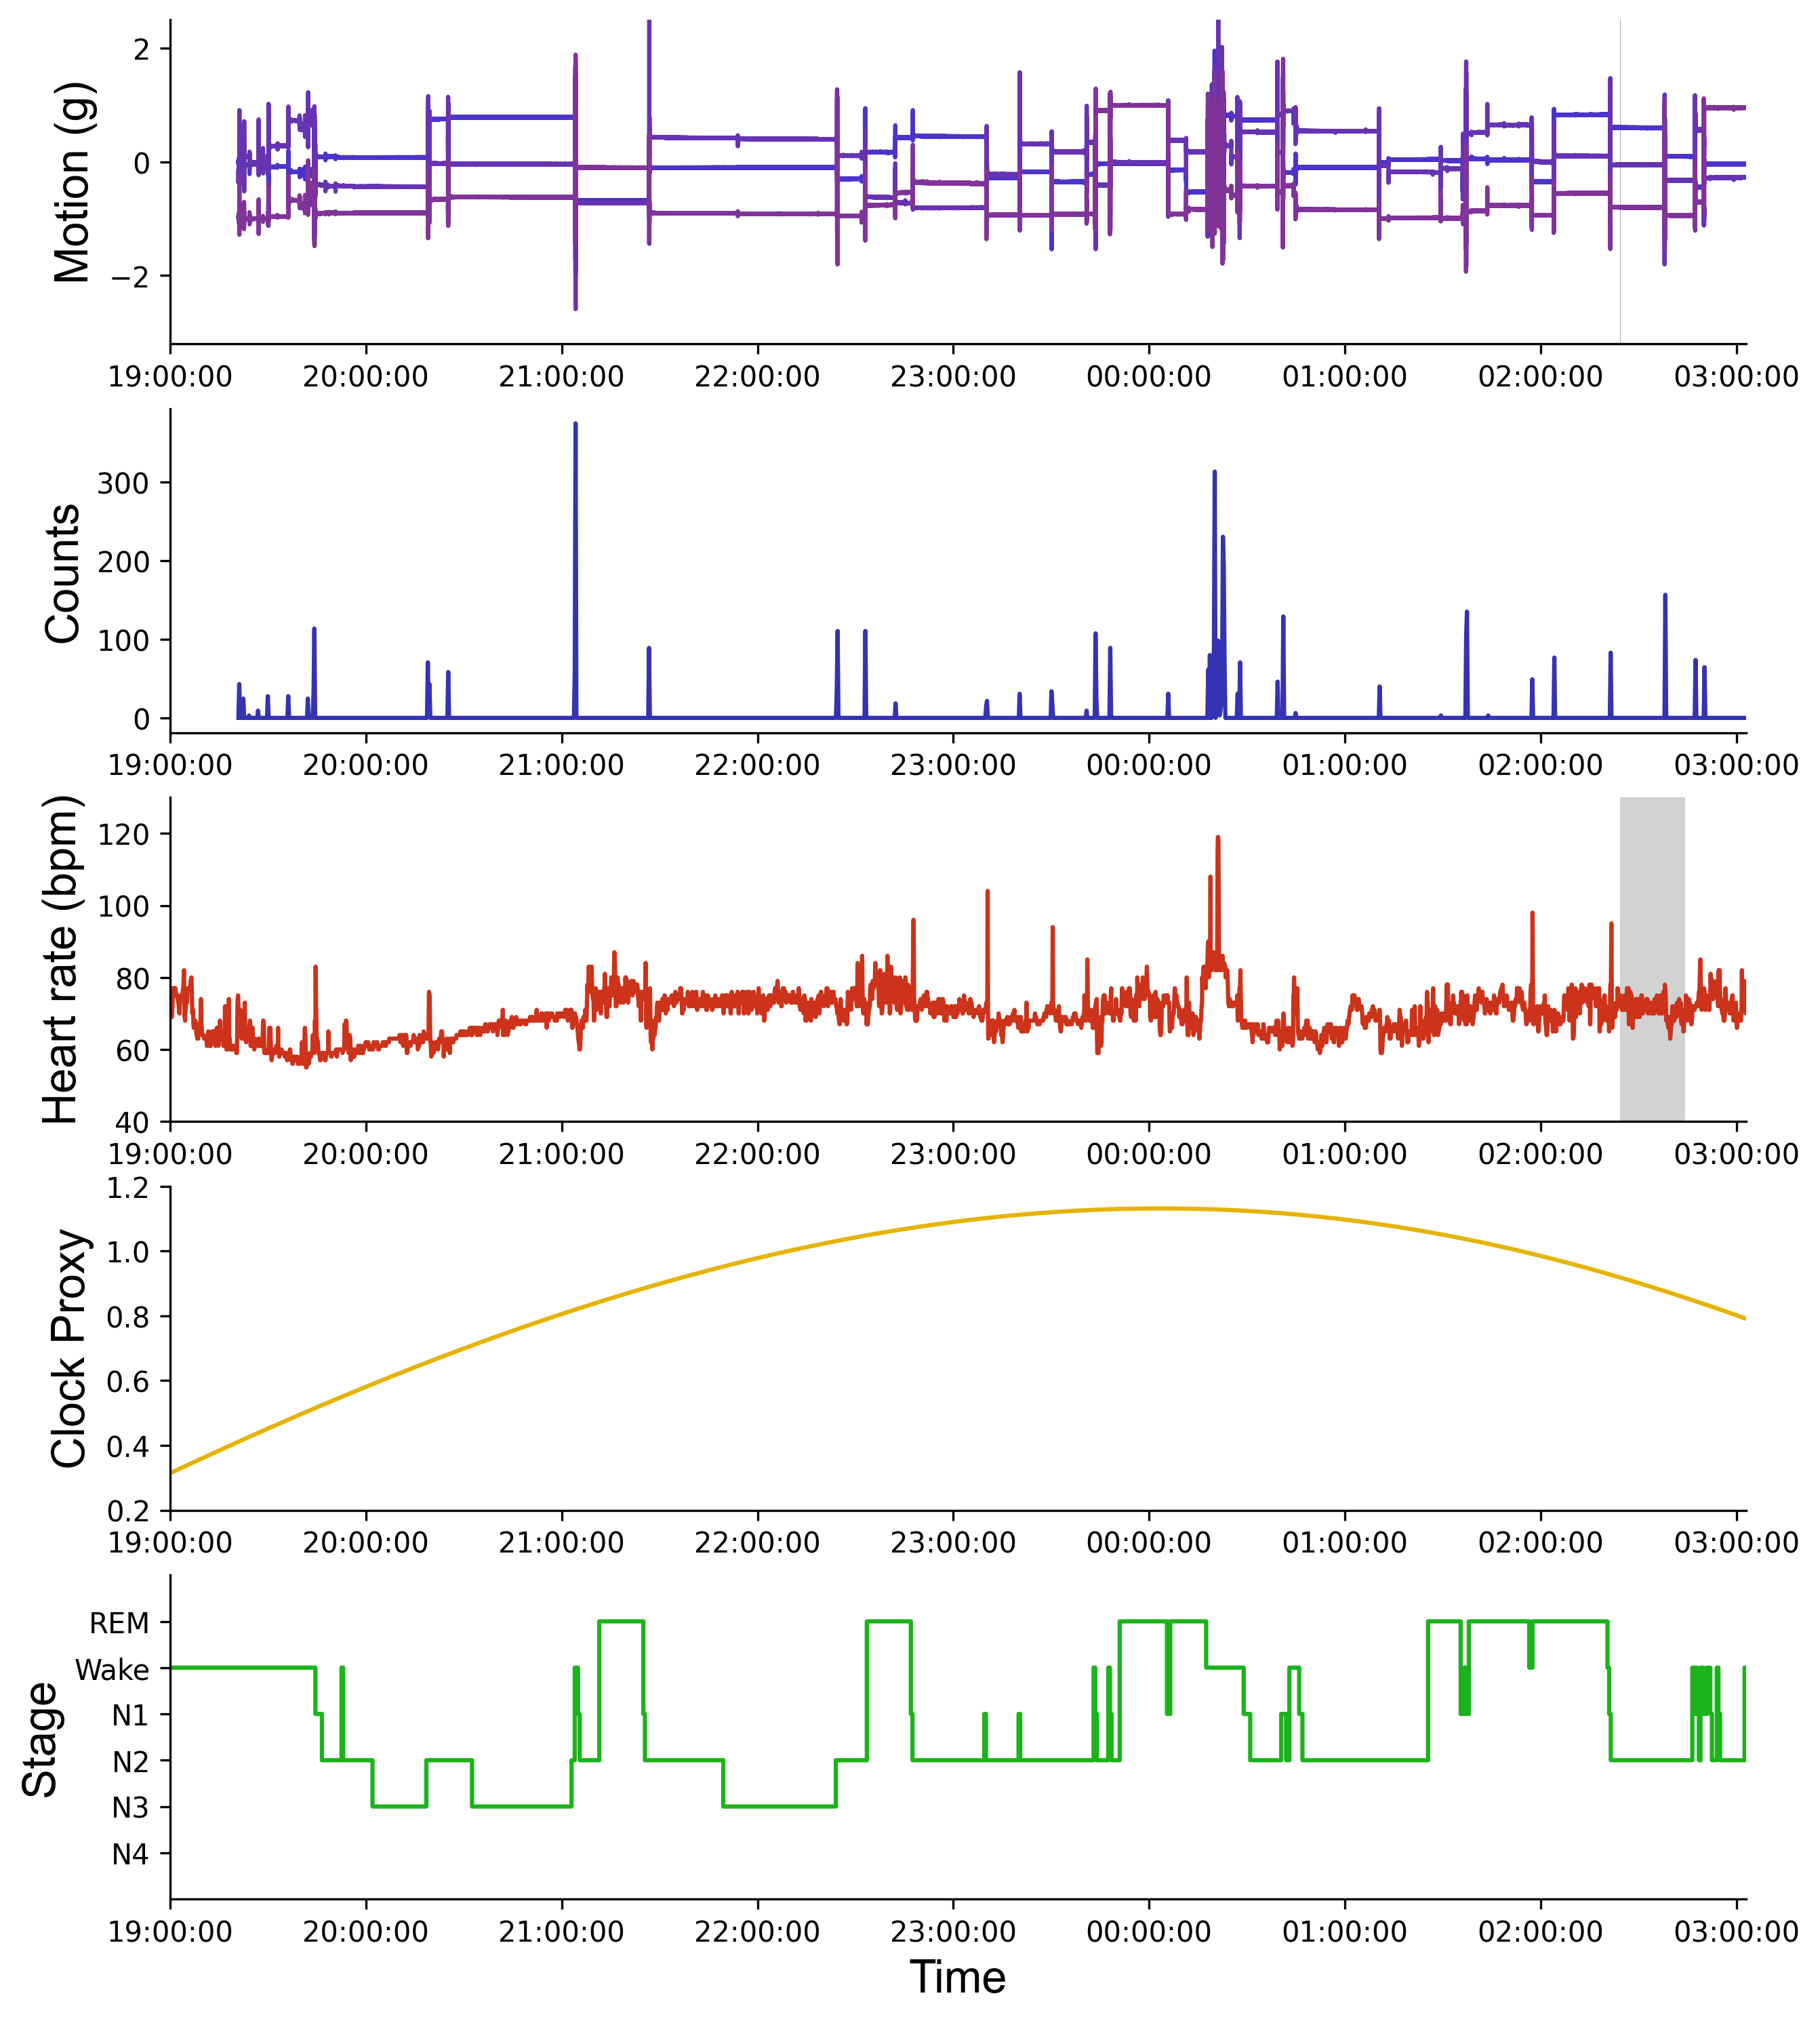 Motion (g)
2
0
−2
19:00:00 20:00:00 21:00:00 22:00:00 23:00:00 00:00:00 01:00:00 02:00:00 03:00:00
Counts
300
200
100
0
19:00:00 20:00:00 21:00:00 22:00:00 23:00:00 00:00:00 01:00:00 02:00:00 03:00:00
Heart rate (bpm)
120
100
80
60
40
19:00:00 20:00:00 21:00:00 22:00:00 23:00:00 00:00:00 01:00:00 02:00:00 03:00:00
Clock Proxy
1.2
1.0
0.8
0.6
0.4
0.2
19:00:00 20:00:00 21:00:00 22:00:00 23:00:00 00:00:00 01:00:00 02:00:00 03:00:00
Stage
REM
Wake
N1
N2
N3
N4
19:00:00 20:00:00 21:00:00 22:00:00 23:00:00 00:00:00 01:00:00 02:00:00 03:00:00
Time